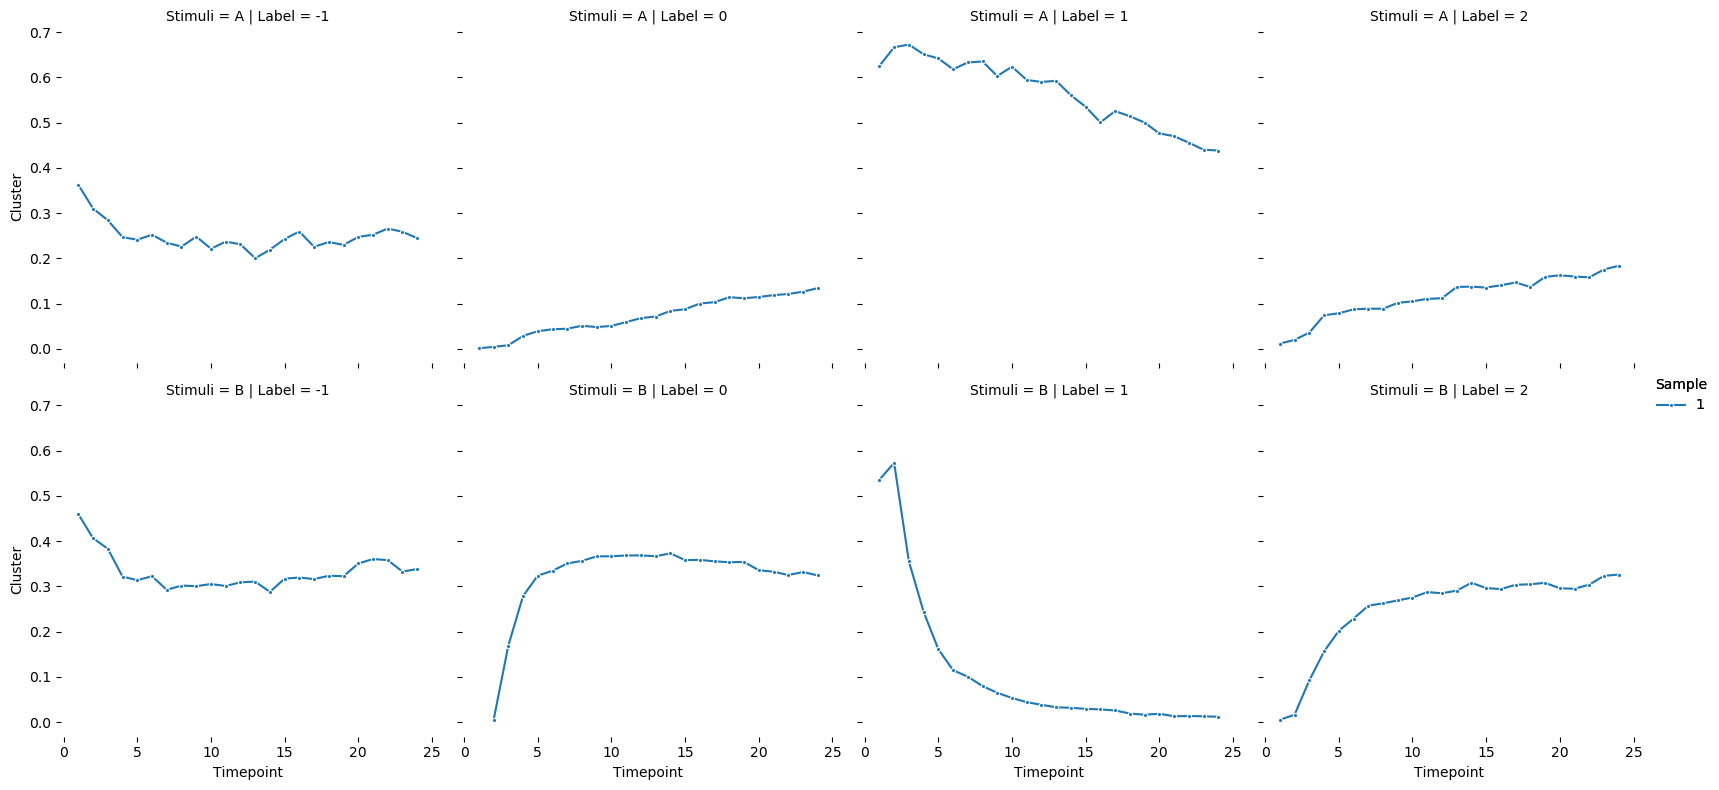 Stimuli = A | Label = -1
Stimuli = A | Label = 0
Stimuli = A | Label = 1
Stimuli = A | Label = 2
0.7
0.6
0.5
0.4
0.3
0.2
0.1
0.0
Cluster
Stimuli = B | Label = -1
Stimuli = B | Label = 0
Stimuli = B | Label = 1
Stimuli = B | Label = 2
0.7
0.6
0.5
0.4
0.3
0.2
0.1
0.0
Cluster
0 5 10 15 20 25
Timepoint
0 5 10 15 20 25
Timepoint
0 5 10 15 20 25
Timepoint
0 5 10 15 20 25
Timepoint
Sample
1